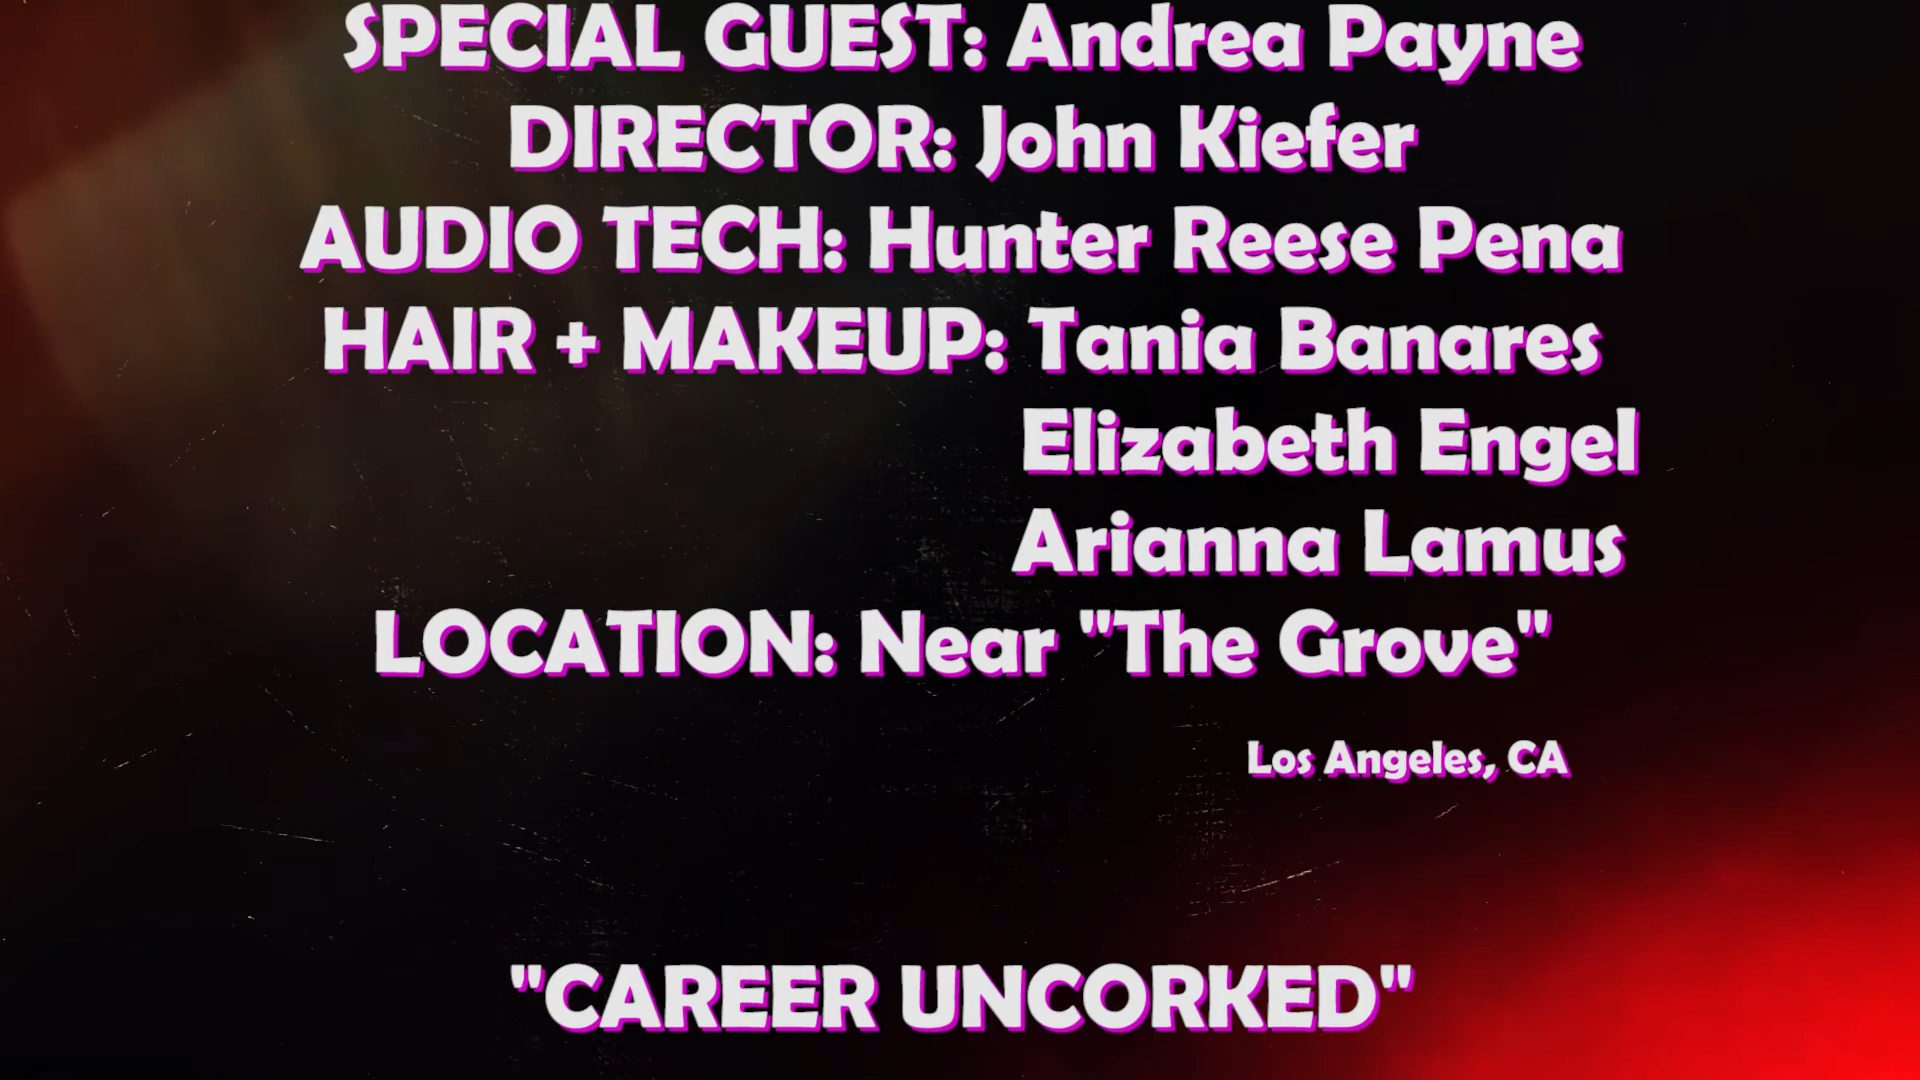 SPECIAL GUEST: Andrea Payne
DIRECTOR: John Kiefer
AUDIO TECH: Hunter Reese Pena
HAIR + MAKEUP: Tania Banares
Elizabeth Engel
Arianna Lamus
LOCATION: Near "The Grove"
Los Angeles, CA
"CAREER UNCORKED"